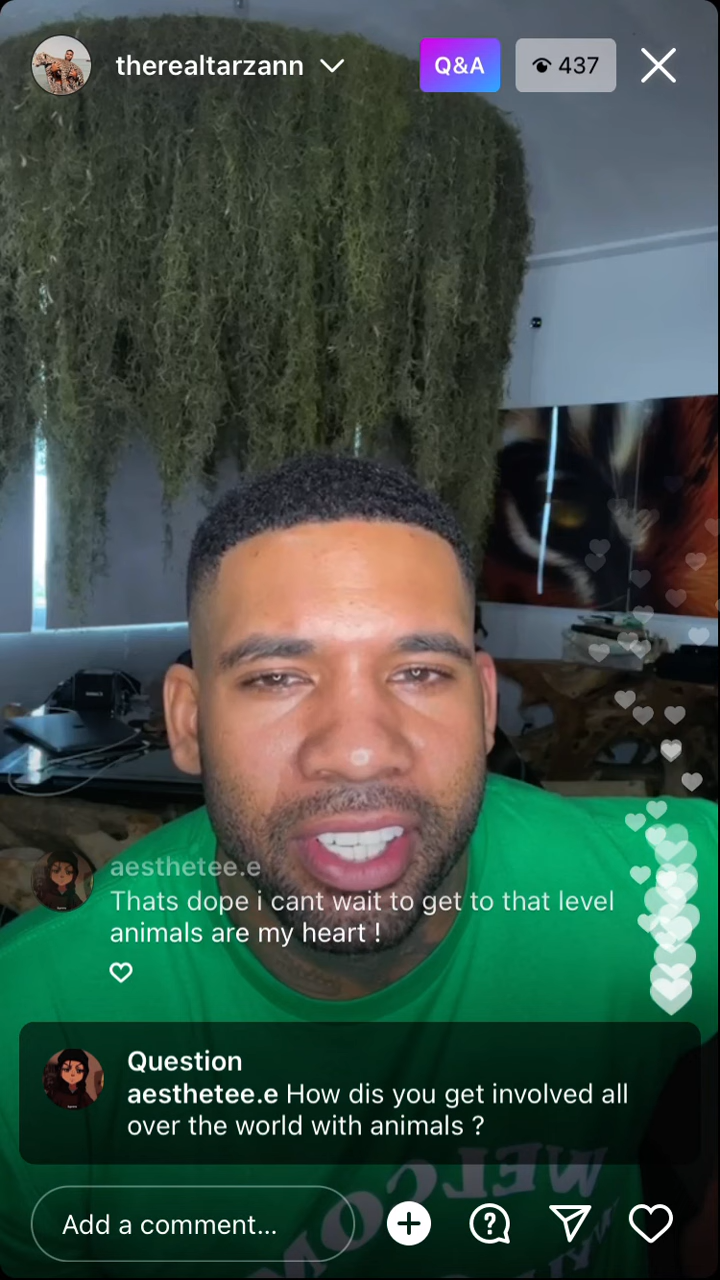 therealtarzann
Q&A
437
aesthetee.e
Thats dope i cant wait to get to that level
animals are my heart !
Question
aesthetee.e How dis you get involved all
over the world with animals ?
WELCOME
Add a comment...